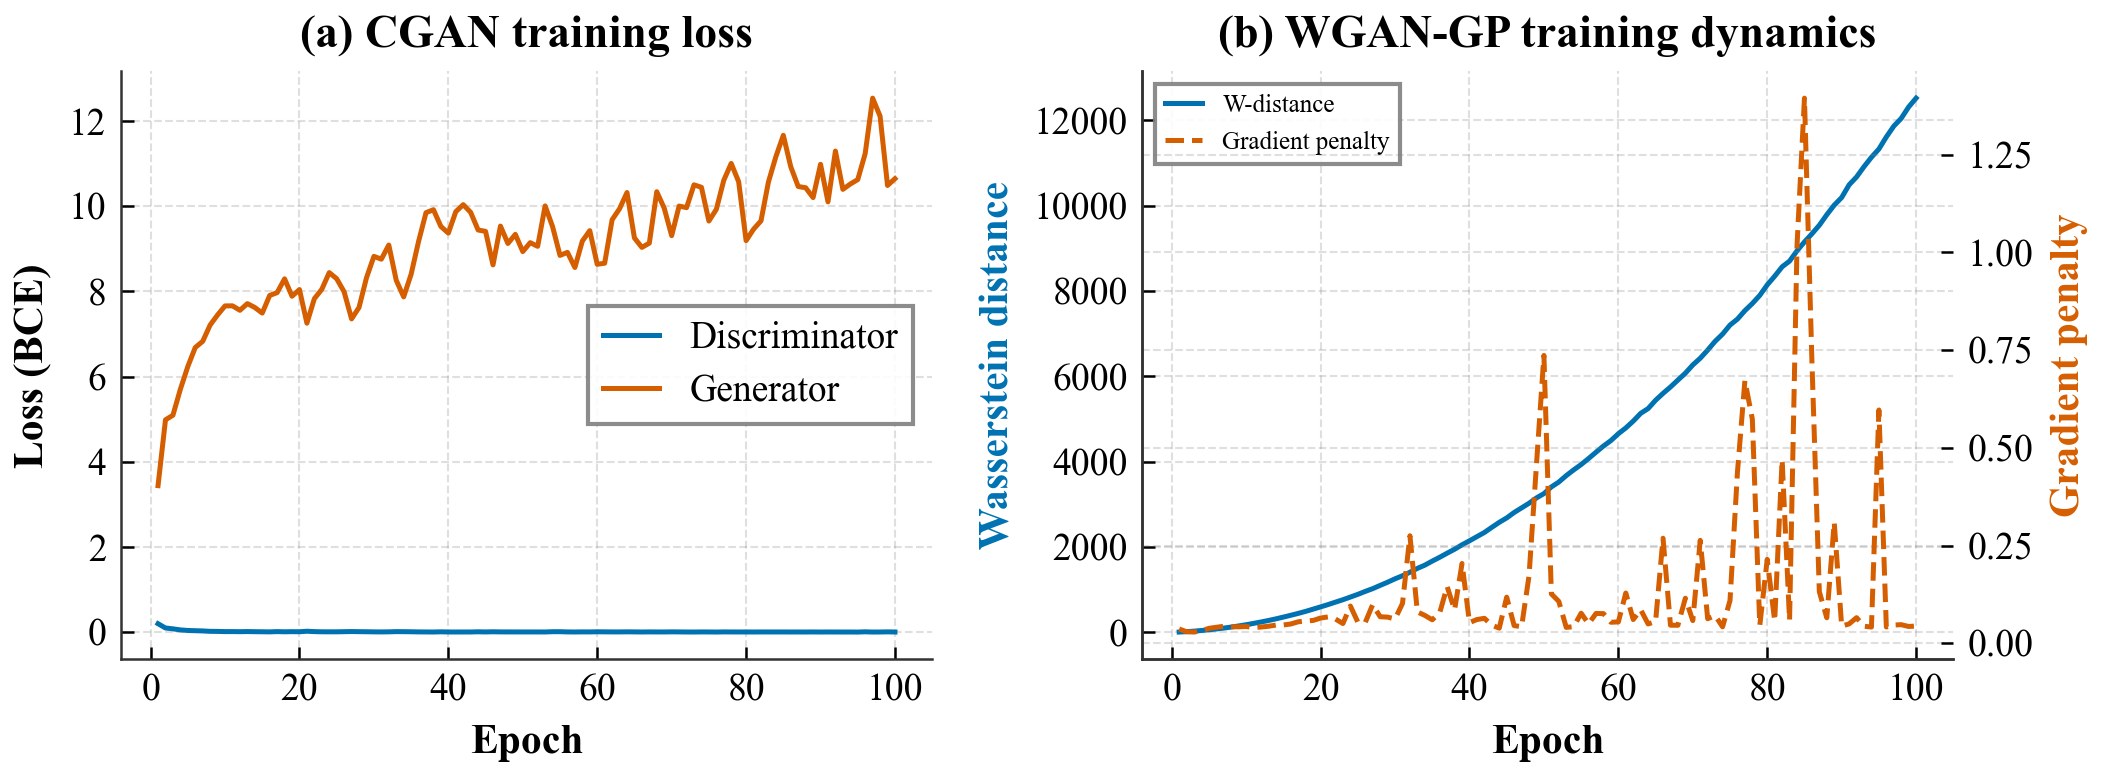 (a) CGAN training loss
Loss (BCE)
12
10
8
6
4
2
0
Discriminator
Generator
0 20 40 60 80 100
Epoch
(b) WGAN-GP training dynamics
Wasserstein distance
12000
10000
8000
6000
4000
2000
0
W-distance
Gradient penalty
1.25
1.00
0.75
0.50
0.25
0.00
Gradient penalty
0 20 40 60 80 100
Epoch